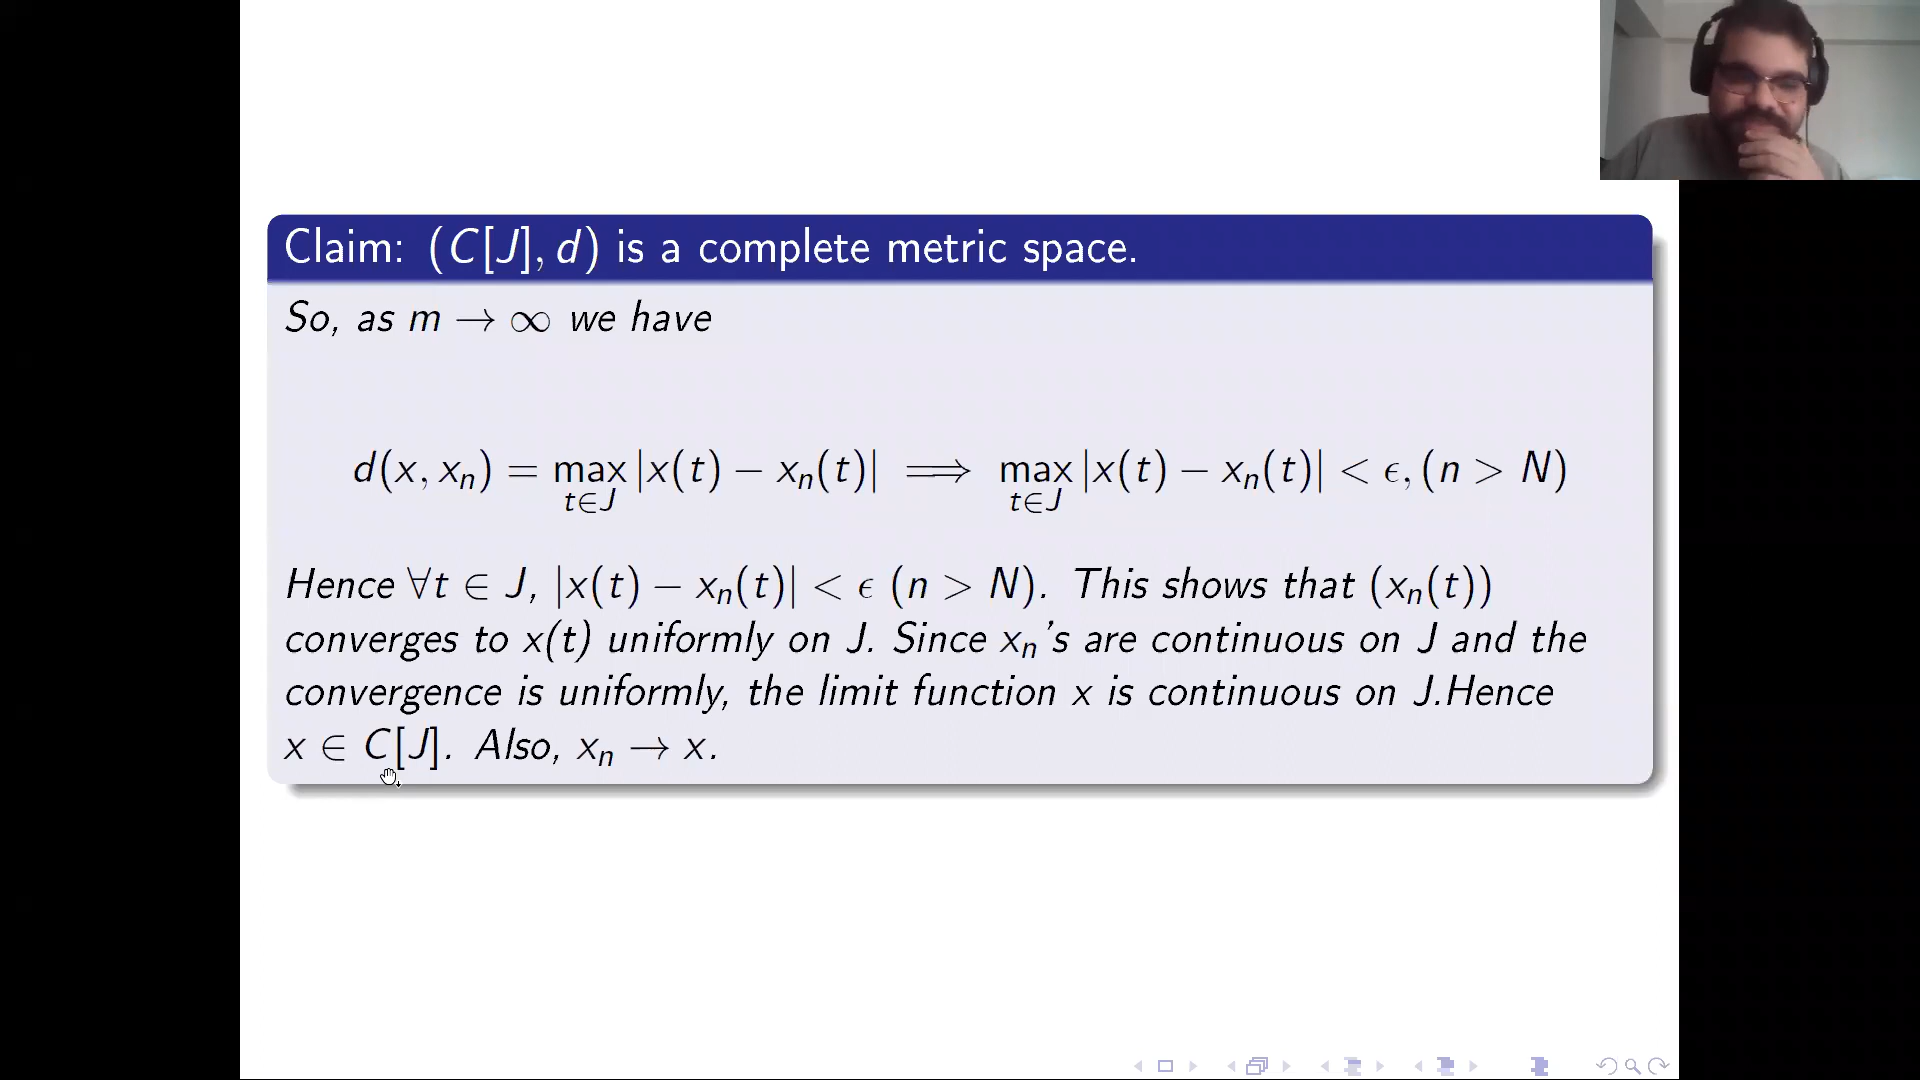 Claim: (C[J], d) is a complete metric space.
So, as m → ∞ we have
d(x, xₙ) = max |x(t) − xₙ(t)| ⟹ max |x(t) − xₙ(t)| < ϵ, (n > N)
t∈J t∈J
Hence ∀t ∈ J, |x(t) − xₙ(t)| < ϵ (n > N). This shows that (xₙ(t))
converges to x(t) uniformly on J. Since xₙ's are continuous on J and the
convergence is uniformly, the limit function x is continuous on J.Hence
x ∈ C[J]. Also, xₙ → x.